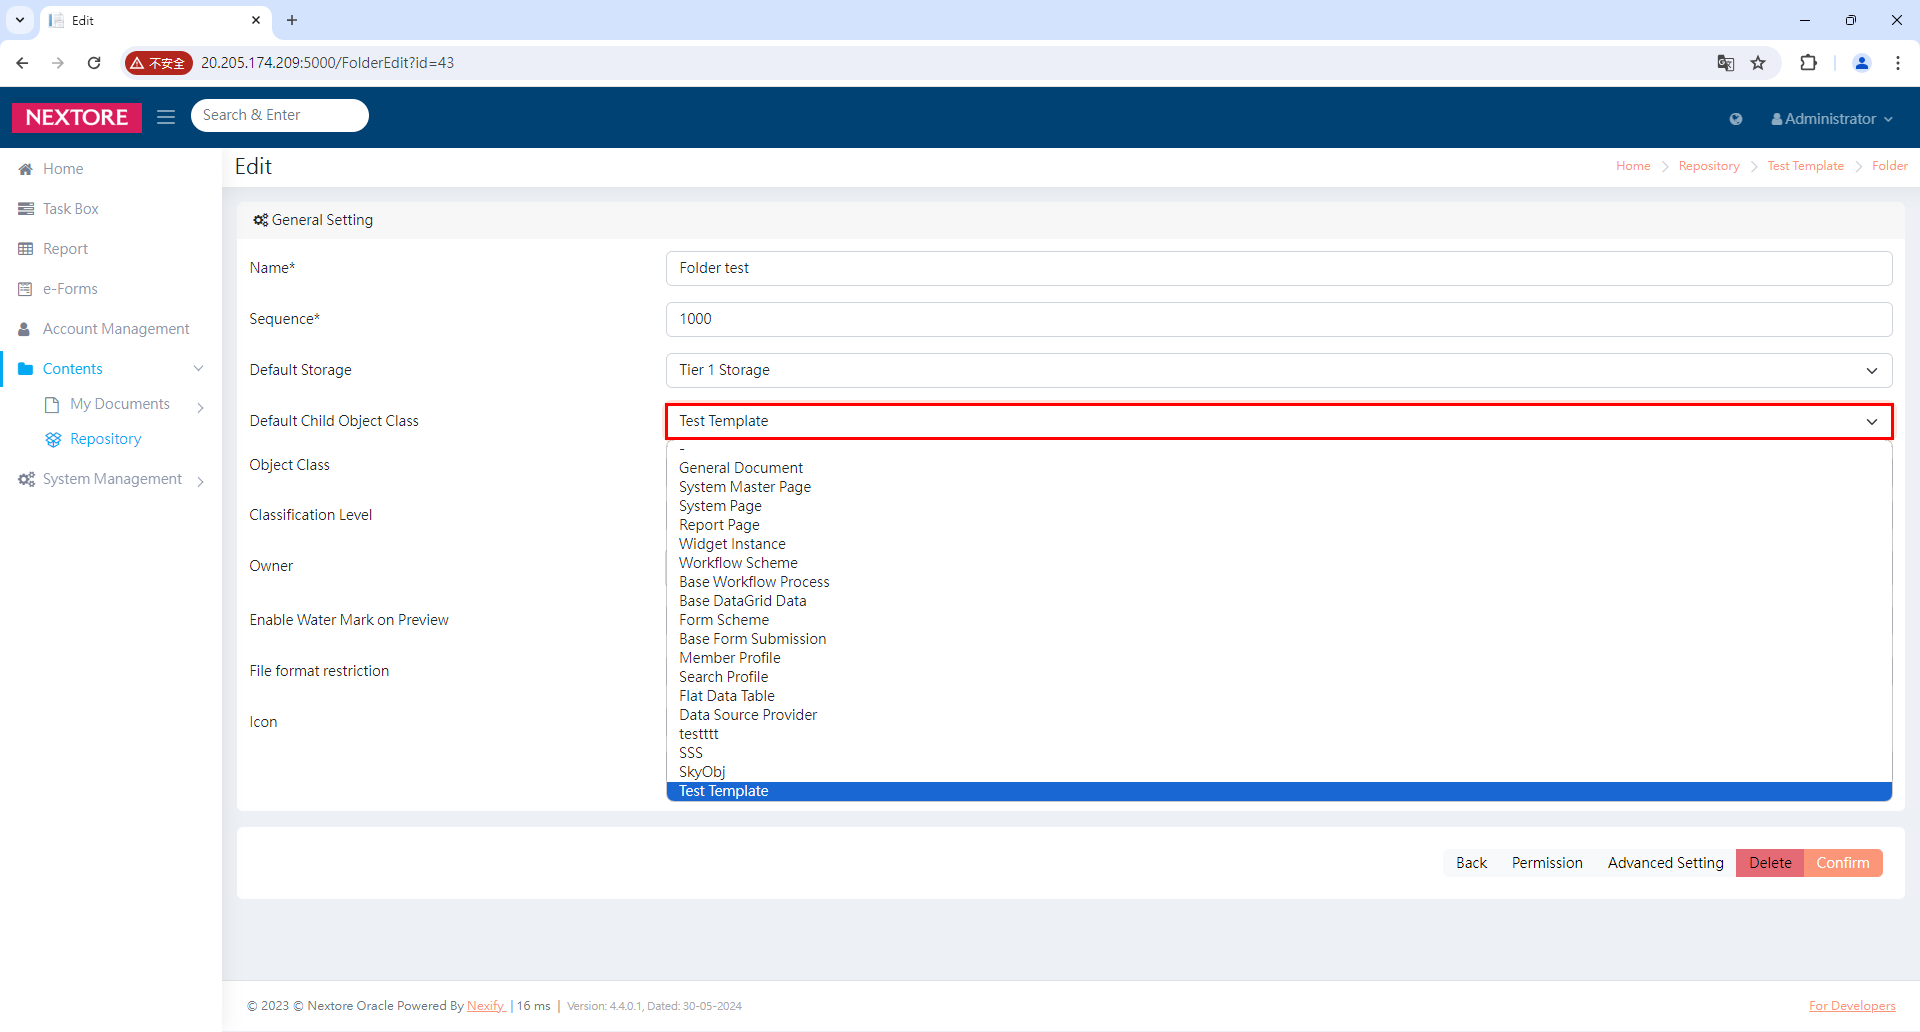 Edit
不安全
20.205.174.209:5000/FolderEdit?id=43
NEXTORE
Search & Enter
Administrator
Home
Task Box
Report
e-Forms
Account Management
Contents
My Documents
Repository
System Management
Edit
Home
Repository
Test Template
Folder
General Setting
Name*
Folder test
Sequence*
1000
Default Storage
Tier 1 Storage
Default Child Object Class
Test Template
Object Class
Classification Level
Owner
Enable Water Mark on Preview
File format restriction
Icon
-
General Document
System Master Page
System Page
Report Page
Widget Instance
Workflow Scheme
Base Workflow Process
Base DataGrid Data
Form Scheme
Base Form Submission
Member Profile
Search Profile
Flat Data Table
Data Source Provider
testttt
SSS
SkyObj
Test Template
Back
Permission
Advanced Setting
Delete
Confirm
© 2023 © Nextore Oracle Powered By Nexify | 16 ms | Version: 4.4.0.1, Dated: 30-05-2024
For Developers